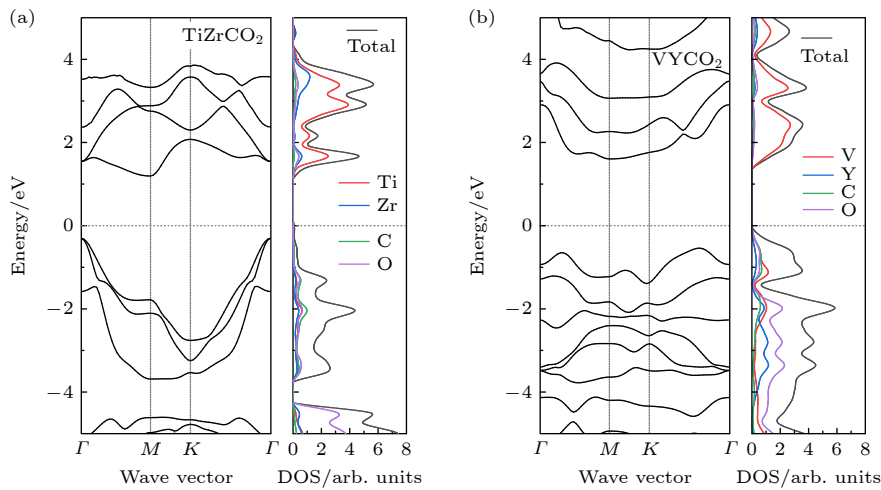 (a)
TiZrCO₂
Total
Ti
Zr
C
O
4
2
0
−2
−4
Energy/eV
Γ
M
K
Γ
Wave vector
0
2
4
6
8
DOS/arb. units
(b)
VYCO₂
Total
V
Y
C
O
4
2
0
−2
−4
Energy/eV
Γ
M
K
Γ
Wave vector
0
2
4
6
8
DOS/arb. units